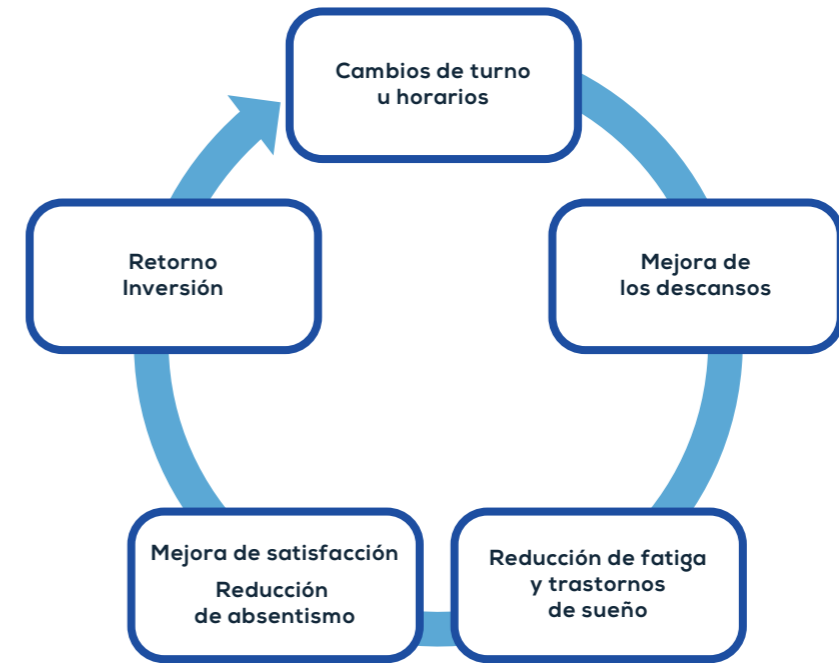 Cambios de turno
u horarios
Mejora de
los descansos
Reducción de fatiga
y trastornos
de sueño
Mejora de satisfacción
Reducción
de absentismo
Retorno
Inversión